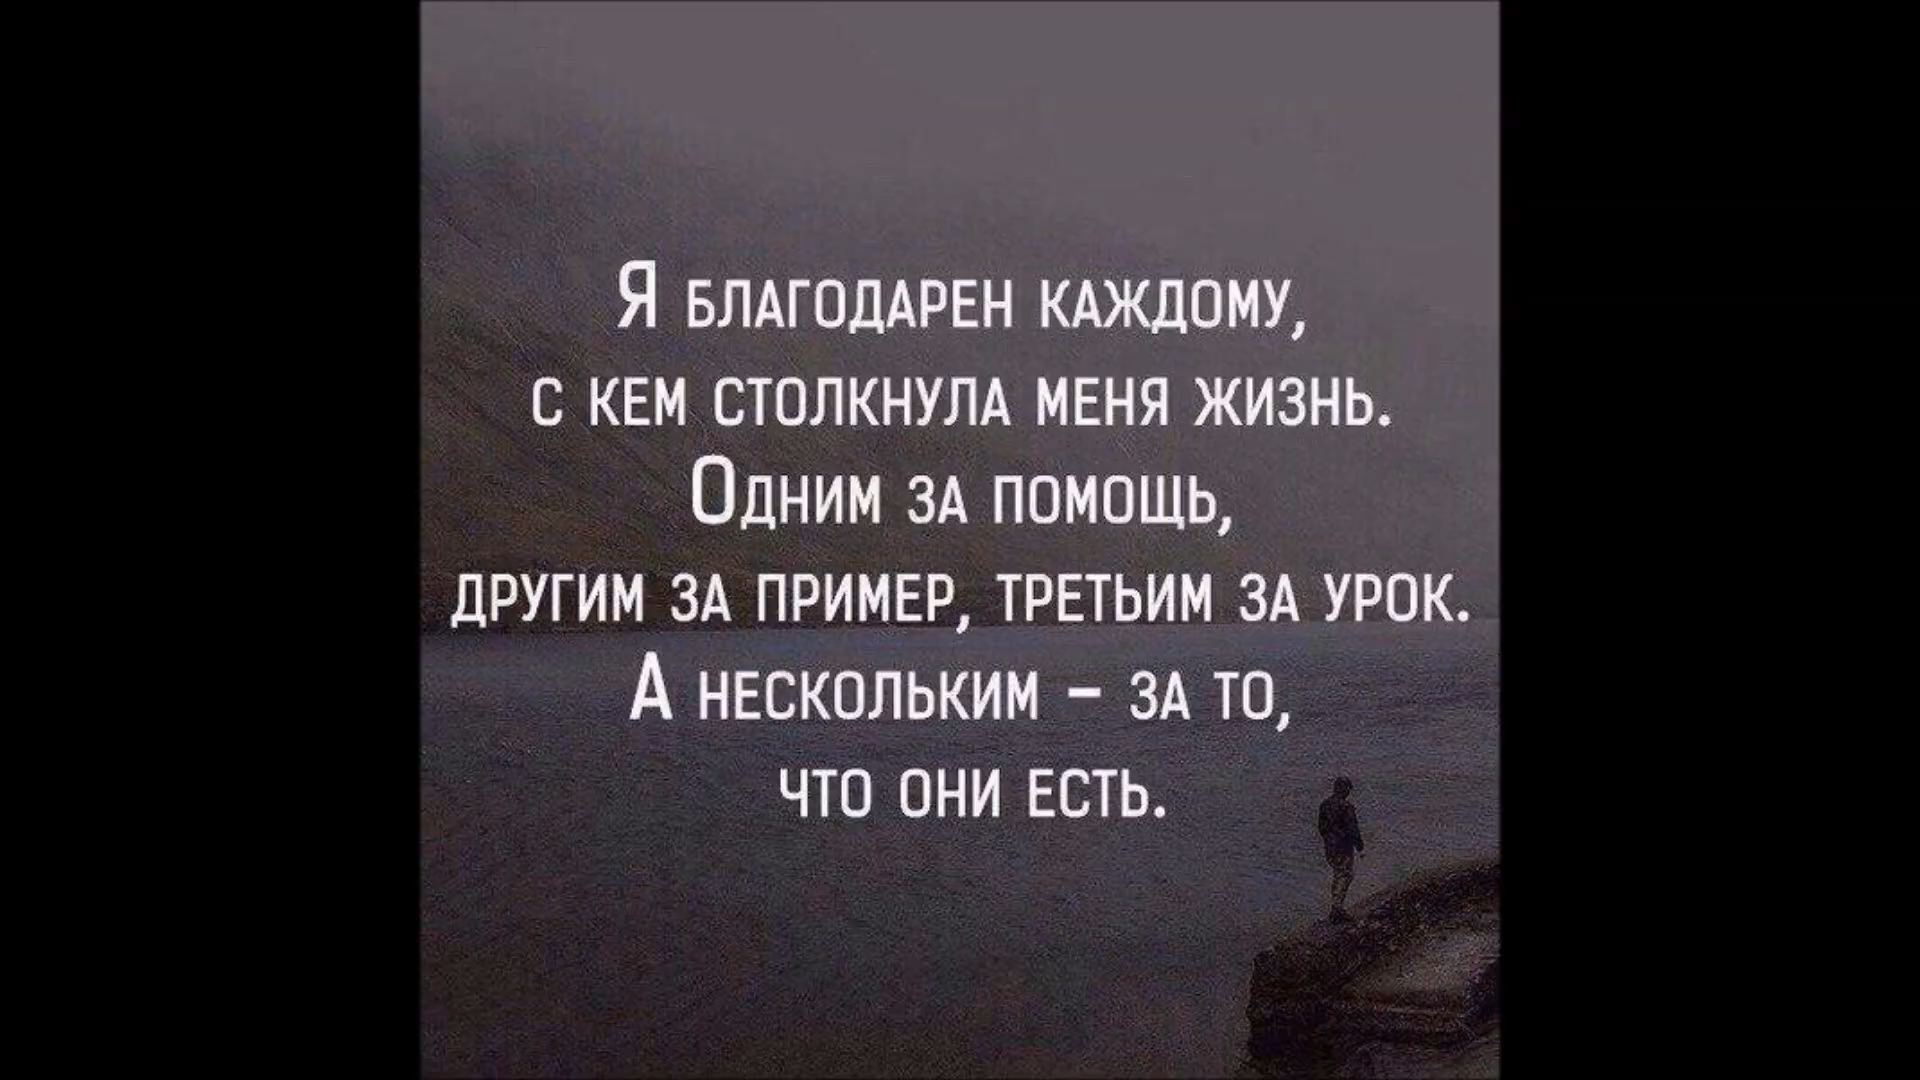 Я БЛАГОДАРЕН КАЖДОМУ,
С КЕМ СТОЛКНУЛА МЕНЯ ЖИЗНЬ.
ОДНИМ ЗА ПОМОЩЬ,
ДРУГИМ ЗА ПРИМЕР, ТРЕТЬИМ ЗА УРОК.
А НЕСКОЛЬКИМ – ЗА ТО,
ЧТО ОНИ ЕСТЬ.